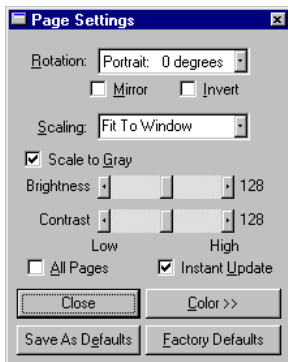 Page Settings
Rotation: Portrait: 0 degrees
Mirror Invert
Scaling: Fit To Window
Scale to Gray
Brightness 128
Contrast 128
Low High
All Pages Instant Update
Close Color >>
Save As Defaults Factory Defaults